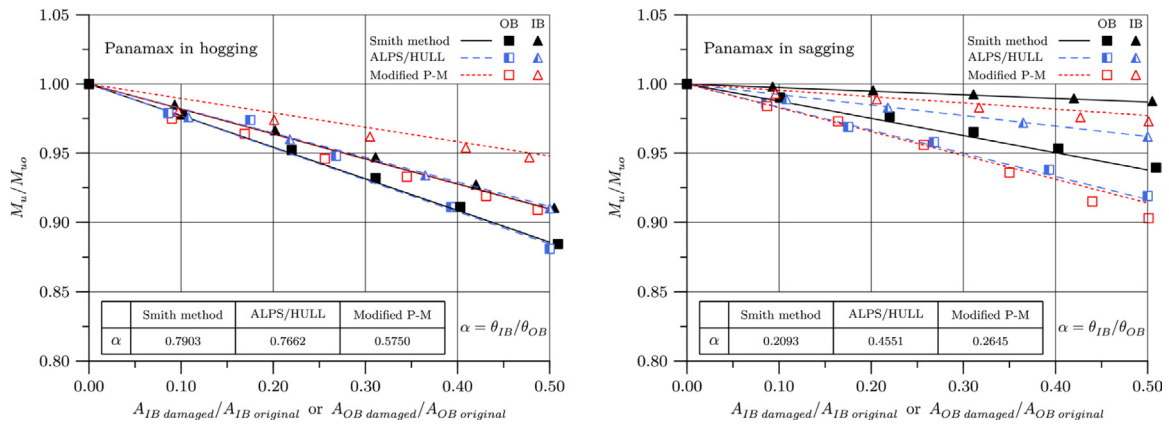 1.05
1.00
0.95
0.90
0.85
0.80
M_u/M_uo
Panamax in hogging
OB IB
Smith method
ALPS/HULL
Modified P-M
Smith method ALPS/HULL Modified P-M
α 0.7903 0.7662 0.5750
α = θ_IB/θ_OB
0.00 0.10 0.20 0.30 0.40 0.50
A_IB damaged/A_IB original or A_OB damaged/A_OB original
1.05
1.00
0.95
0.90
0.85
0.80
M_u/M_uo
Panamax in sagging
OB IB
Smith method
ALPS/HULL
Modified P-M
Smith method ALPS/HULL Modified P-M
α 0.2093 0.4551 0.2645
α = θ_IB/θ_OB
0.00 0.10 0.20 0.30 0.40 0.50
A_IB damaged/A_IB original or A_OB damaged/A_OB original